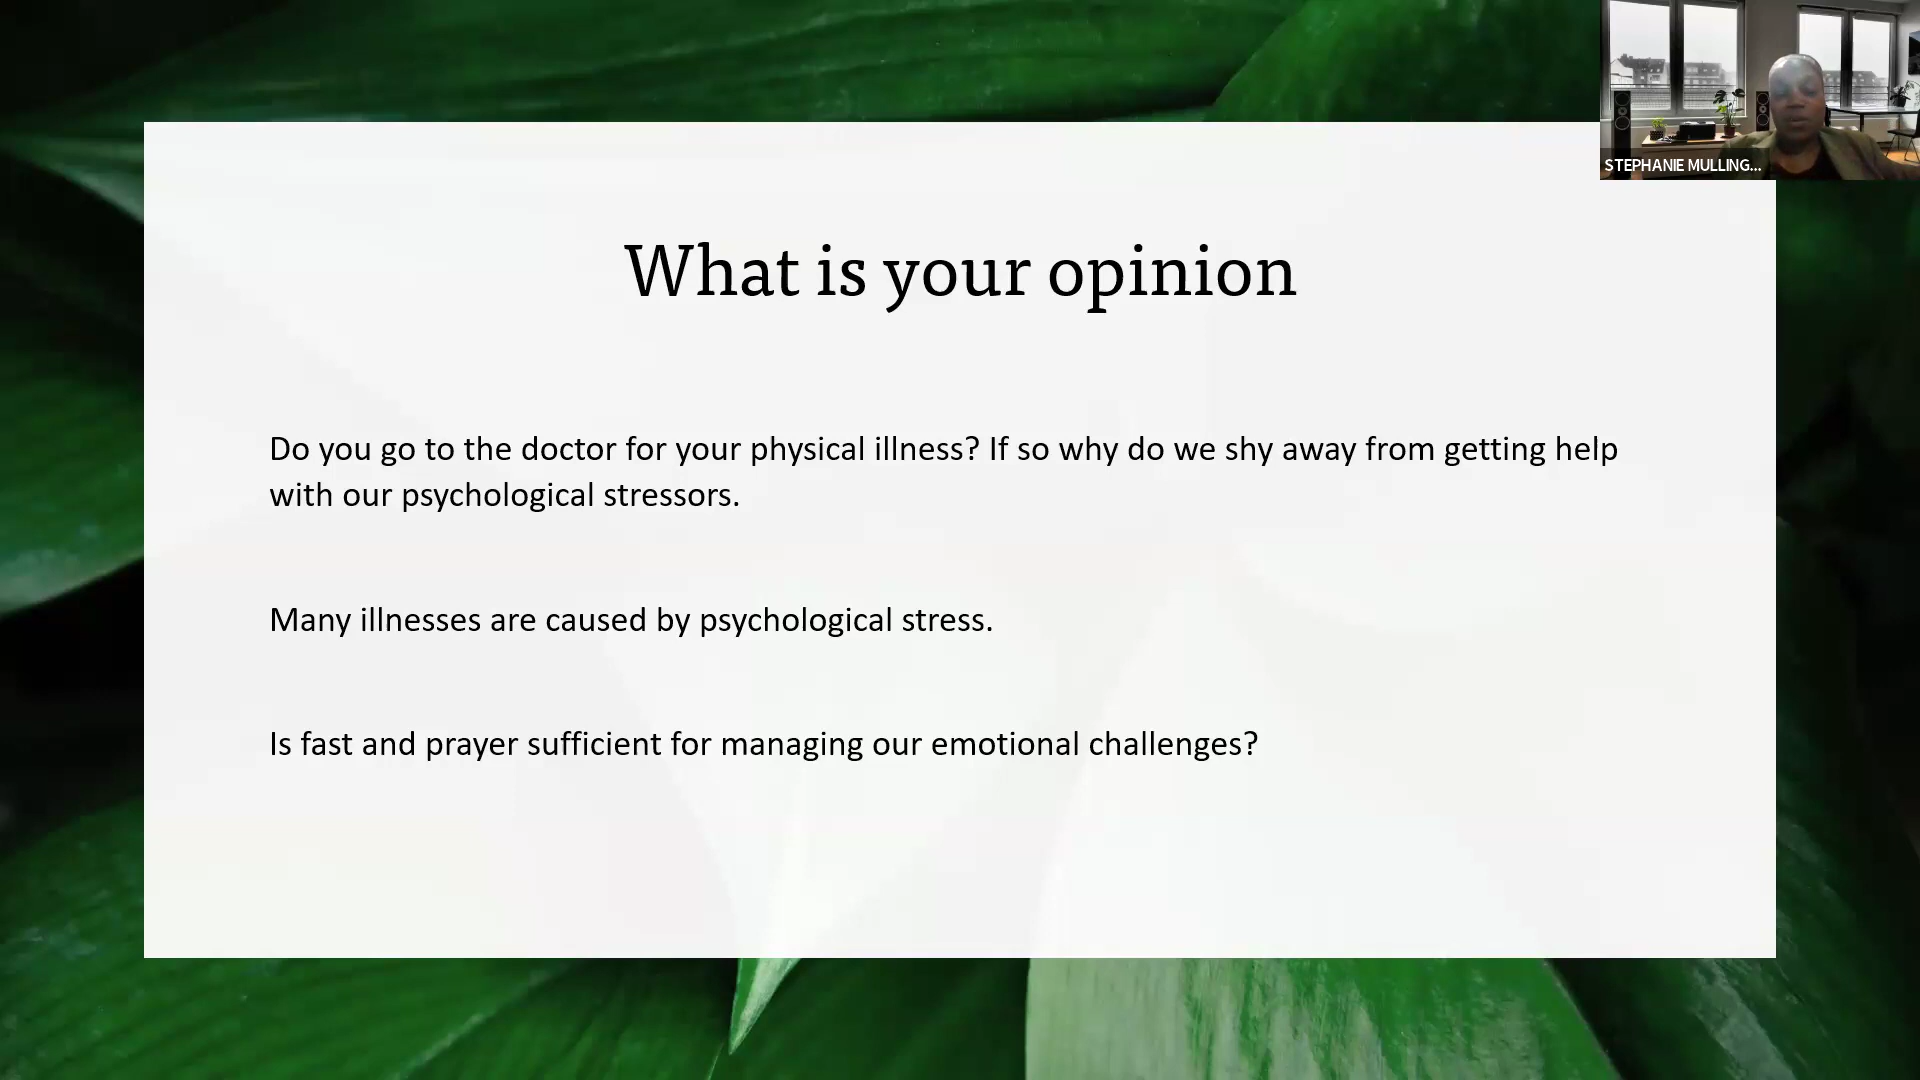 STEPHANIE MULLING...
What is your opinion
Do you go to the doctor for your physical illness? If so why do we shy away from getting help
with our psychological stressors.
Many illnesses are caused by psychological stress.
Is fast and prayer sufficient for managing our emotional challenges?